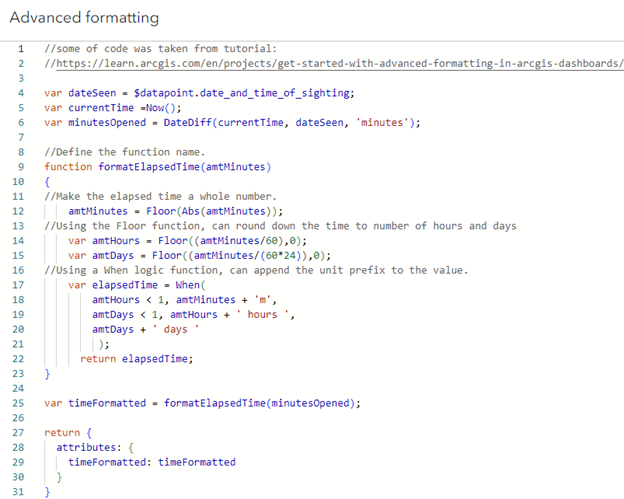 Advanced formatting
1 //some of code was taken from tutorial:
2 //https://learn.arcgis.com/en/projects/get-started-with-advanced-formatting-in-arcgis-dashboards/
3
4 var dateSeen = $datapoint.date_and_time_of_sighting;
5 var currentTime =Now();
6 var minutesOpened = DateDiff(currentTime, dateSeen, 'minutes');
7
8 //Define the function name.
9 function formatElapsedTime(amtMinutes)
10 {
11 //Make the elapsed time a whole number.
12 amtMinutes = Floor(Abs(amtMinutes));
13 //Using the Floor function, can round down the time to number of hours and days
14 var amtHours = Floor((amtMinutes/60),0);
15 var amtDays = Floor((amtMinutes/(60*24)),0);
16 //Using a When logic function, can append the unit prefix to the value.
17 var elapsedTime = When(
18 amtHours < 1, amtMinutes + 'm',
19 amtDays < 1, amtHours + ' hours ',
20 amtDays + ' days '
21 );
22 return elapsedTime;
23 }
24
25 var timeFormatted = formatElapsedTime(minutesOpened);
26
27 return {
28 attributes: {
29 timeFormatted: timeFormatted
30 }
31 }